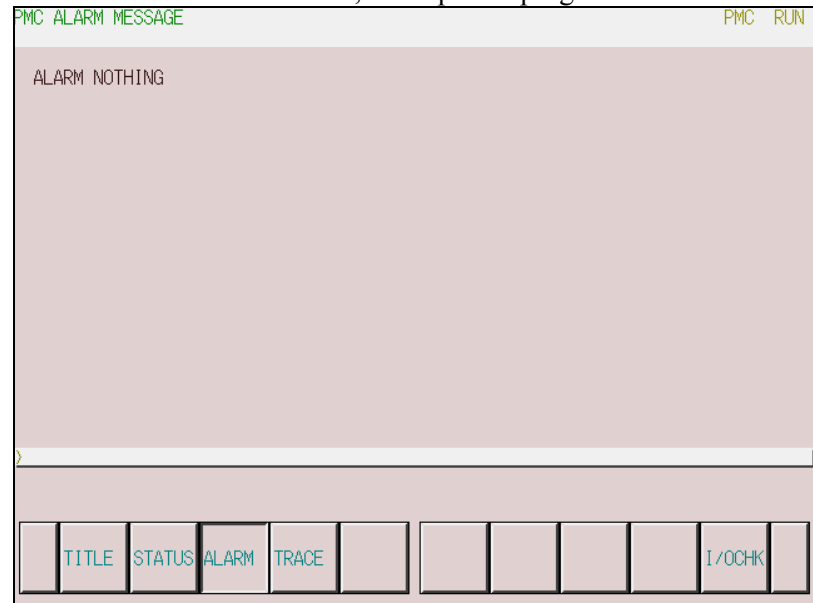 PMC ALARM MESSAGE PMC RUN
ALARM NOTHING
>
TITLE STATUS ALARM TRACE I/OCHK